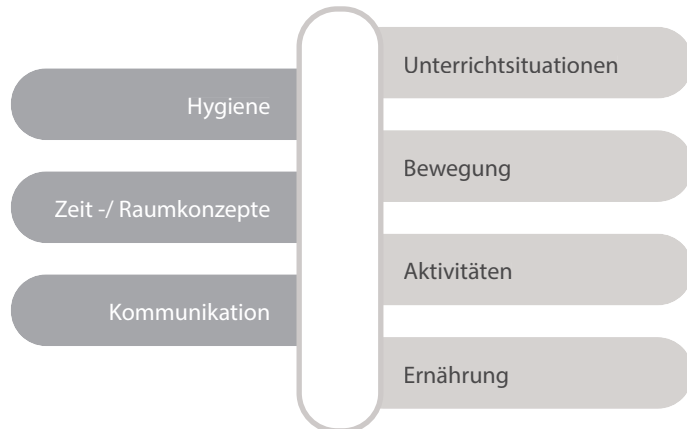 Hygiene
Zeit -/ Raumkonzepte
Kommunikation
Unterrichtsituationen
Bewegung
Aktivitäten
Ernährung